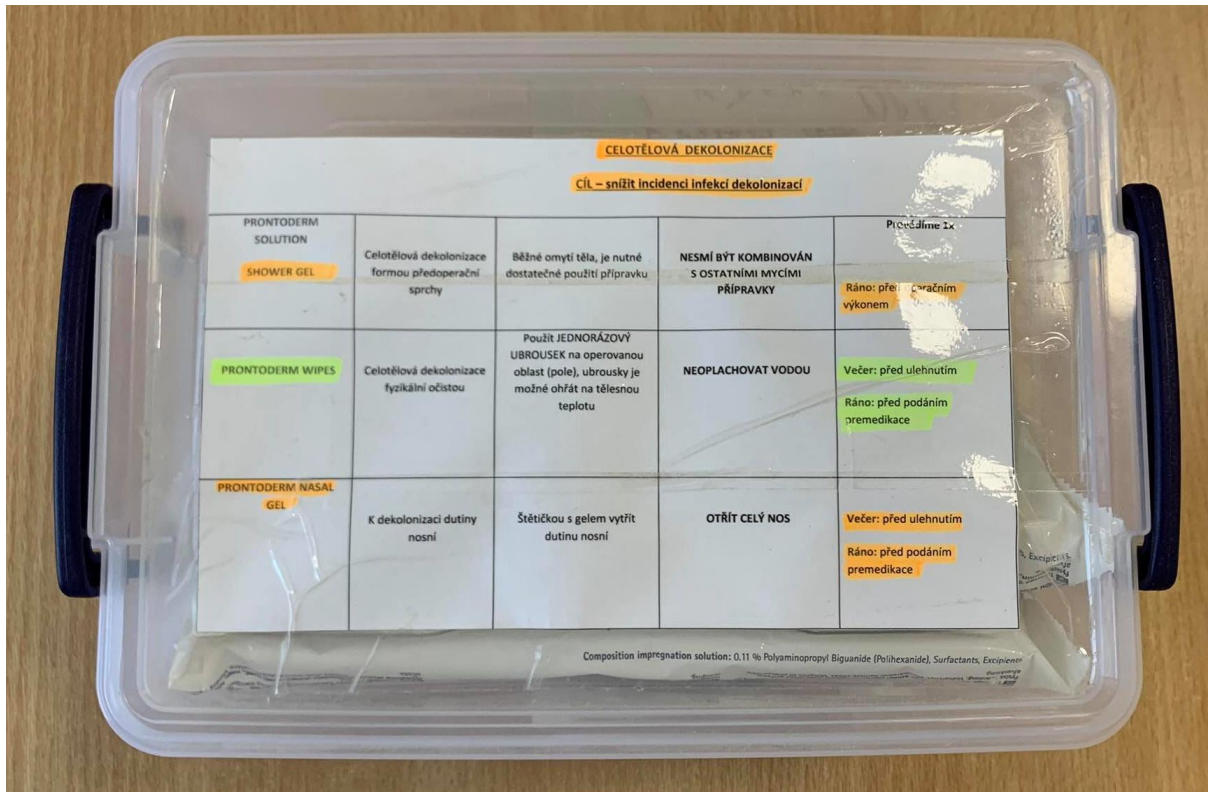 CELOTĚLOVÁ DEKOLONIZACE
CÍL – snížit incidenci infekcí dekolonizací
PRONTODERM
SOLUTION
SHOWER GEL
Celotělová dekolonizace
formou předoperační
sprchy
Běžné omytí těla, je nutné
dostatečné použití přípravku
NESMÍ BÝT KOMBINOVÁN
S OSTATNÍMI MYCÍMI
PŘÍPRAVKY
Provádíme 1x
Ráno: před operačním
výkonem
PRONTODERM WIPES
Celotělová dekolonizace
fyzikální očistou
Použít JEDNORÁZOVÝ
UBROUSEK na operovanou
oblast (pole), ubrousky je
možné ohřát na tělesnou
teplotu
NEOPLACHOVAT VODOU
Večer: před ulehnutím
Ráno: před podáním
premedikace
PRONTODERM NASAL
GEL
K dekolonizaci dutiny
nosní
Štětičkou s gelem vytřít
dutinu nosní
OTŘÍT CELÝ NOS
Večer: před ulehnutím
Ráno: před podáním
premedikace
Excipients
Composition impregnation solution: 0.11 % Polyaminopropyl Biguanide (Polihexanide), Surfactants, Excipients